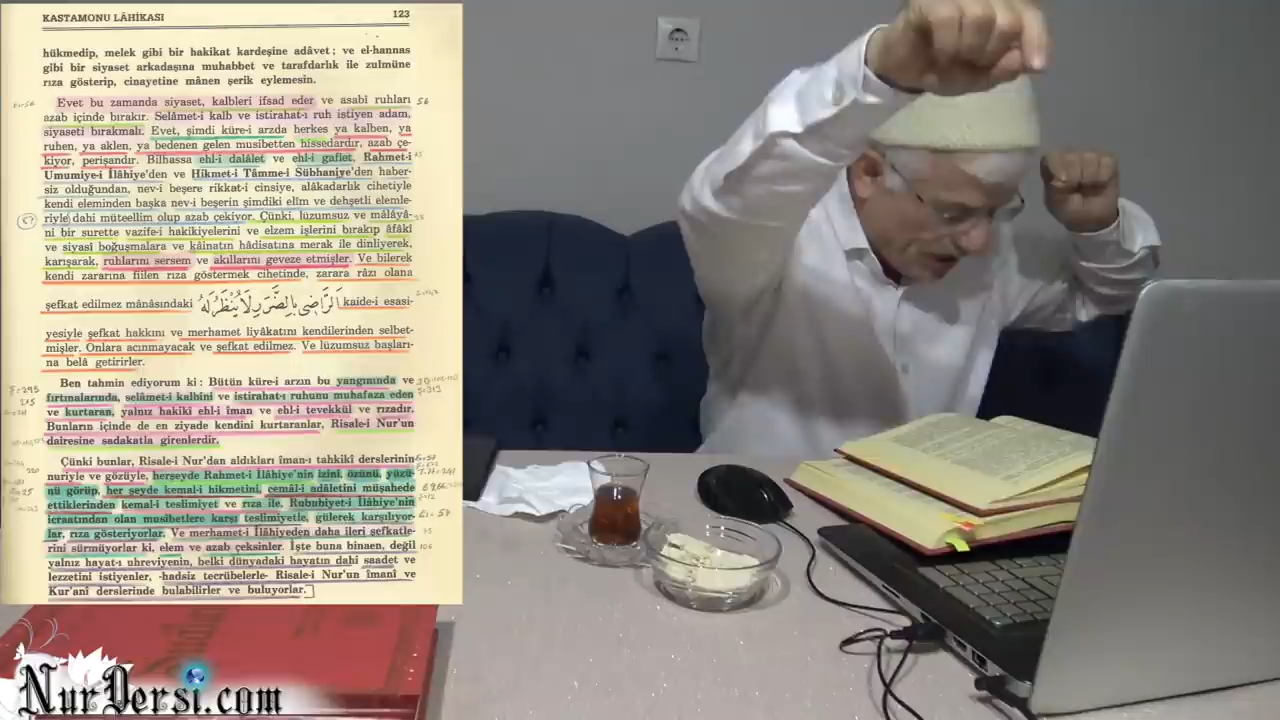 KASTAMONU LÂHİKASI 123
hükmedip, melek gibi bir hakikat kardeşine adâvet; ve el-hannas
gibi bir siyaset arkadaşına muhabbet ve tarafdarlık ile zulmüne
rıza gösterip, cinayetine mânen şerik eylemesin.
Evet bu zamanda siyaset, kalbleri ifsad eder ve asabi ruhları 56
azab içinde bırakır. Selâmet-i kalb ve istirahat-ı ruh istiyen adam,
siyaseti bırakmalı. Evet, şimdi küre-i arzda herkes ya kalben, ya
ruhen, ya aklen, ya bedenen gelen musibetten hissedardır, azab çe-
kiyor, perişandır. Bilhassa ehl-i dalâlet ve ehl-i gaflet, Rahmet-i
Umumiye-i İlâhiye'den ve Hikmet-i Tâmme-i Sübhaniye'den haber-
siz olduğundan, nev-i beşere rikkat-i cinsiye, alâkadarlık cihetiyle
kendi eleminden başka nev-i beşerin şimdiki elîm ve dehşetli elemle-
riyle dahi müteellim olup azab çekiyor. Çünki, lüzumsuz ve mâlâyâ-
ni bir surette vazife-i hakikiyelerini ve elzem işlerini bırakıp âfâkî
ve siyasî boğuşmalara ve kâinatın hâdisatına merak ile dinliyerek,
karışarak, ruhlarını sersem ve akıllarını geveze etmişler. Ve bilerek
kendi zararına fiilen rıza göstermek cihetinde, zarara râzı olana
şefkat edilmez mânâsındaki اَلرَّاضِى بِالضَّرَرِ لاَ يُنْظَرُ لَهُ kaide-i esasi-
yesiyle şefkat hakkını ve merhamet liyâkatını kendilerinden selbet-
mişler. Onlara acınmayacak ve şefkat edilmez. Ve lüzumsuz başları-
na belâ getirirler.
Ben tahmin ediyorum ki: Bütün küre-i arzın bu yangınında ve
fırtınalarında, selâmet-i kalbini ve istirahat-ı ruhunu muhafaza eden
ve kurtaran, yalnız hakikî ehl-i iman ve ehl-i tevekkül ve rızadır.
Bunların içinde de en ziyade kendini kurtaranlar, Risale-i Nur'un
dairesine sadakatla girenlerdir.
Çünki bunlar, Risale-i Nur'dan aldıkları îman-ı tahkikî derslerinin
nuriyle ve gözüyle, herşeyde Rahmet-i İlâhiye'nin izini, özünü, yüzü-
nü görüp, her şeyde kemal-i hikmetini, cemâl-i adâletini müşahede
ettiklerinden kemal-i teslimiyet ve rıza ile, Rububiyet-i İlâhiye'nin
icraatından olan musibetlere karşı teslimiyetle, gülerek karşılıyor-
lar, rıza gösteriyorlar. Ve merhamet-i İlâhiyeden daha ileri şefkatle-
rini sürmüyorlar ki, elem ve azab çeksinler. İşte buna binaen, değil
yalnız hayat-ı uhreviyenin, belki dünyadaki hayatın dahi saadet ve
lezzetini istiyenler, -hadsiz tecrübelerle- Risale-i Nur'un îmanî ve
Kur'anî derslerinde bulabilirler ve buluyorlar.
NurDersi.com